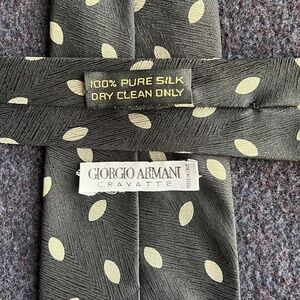 100% PURE SILK
DRY CLEAN ONLY
GIORGIO ARMANI
CRAVATTE